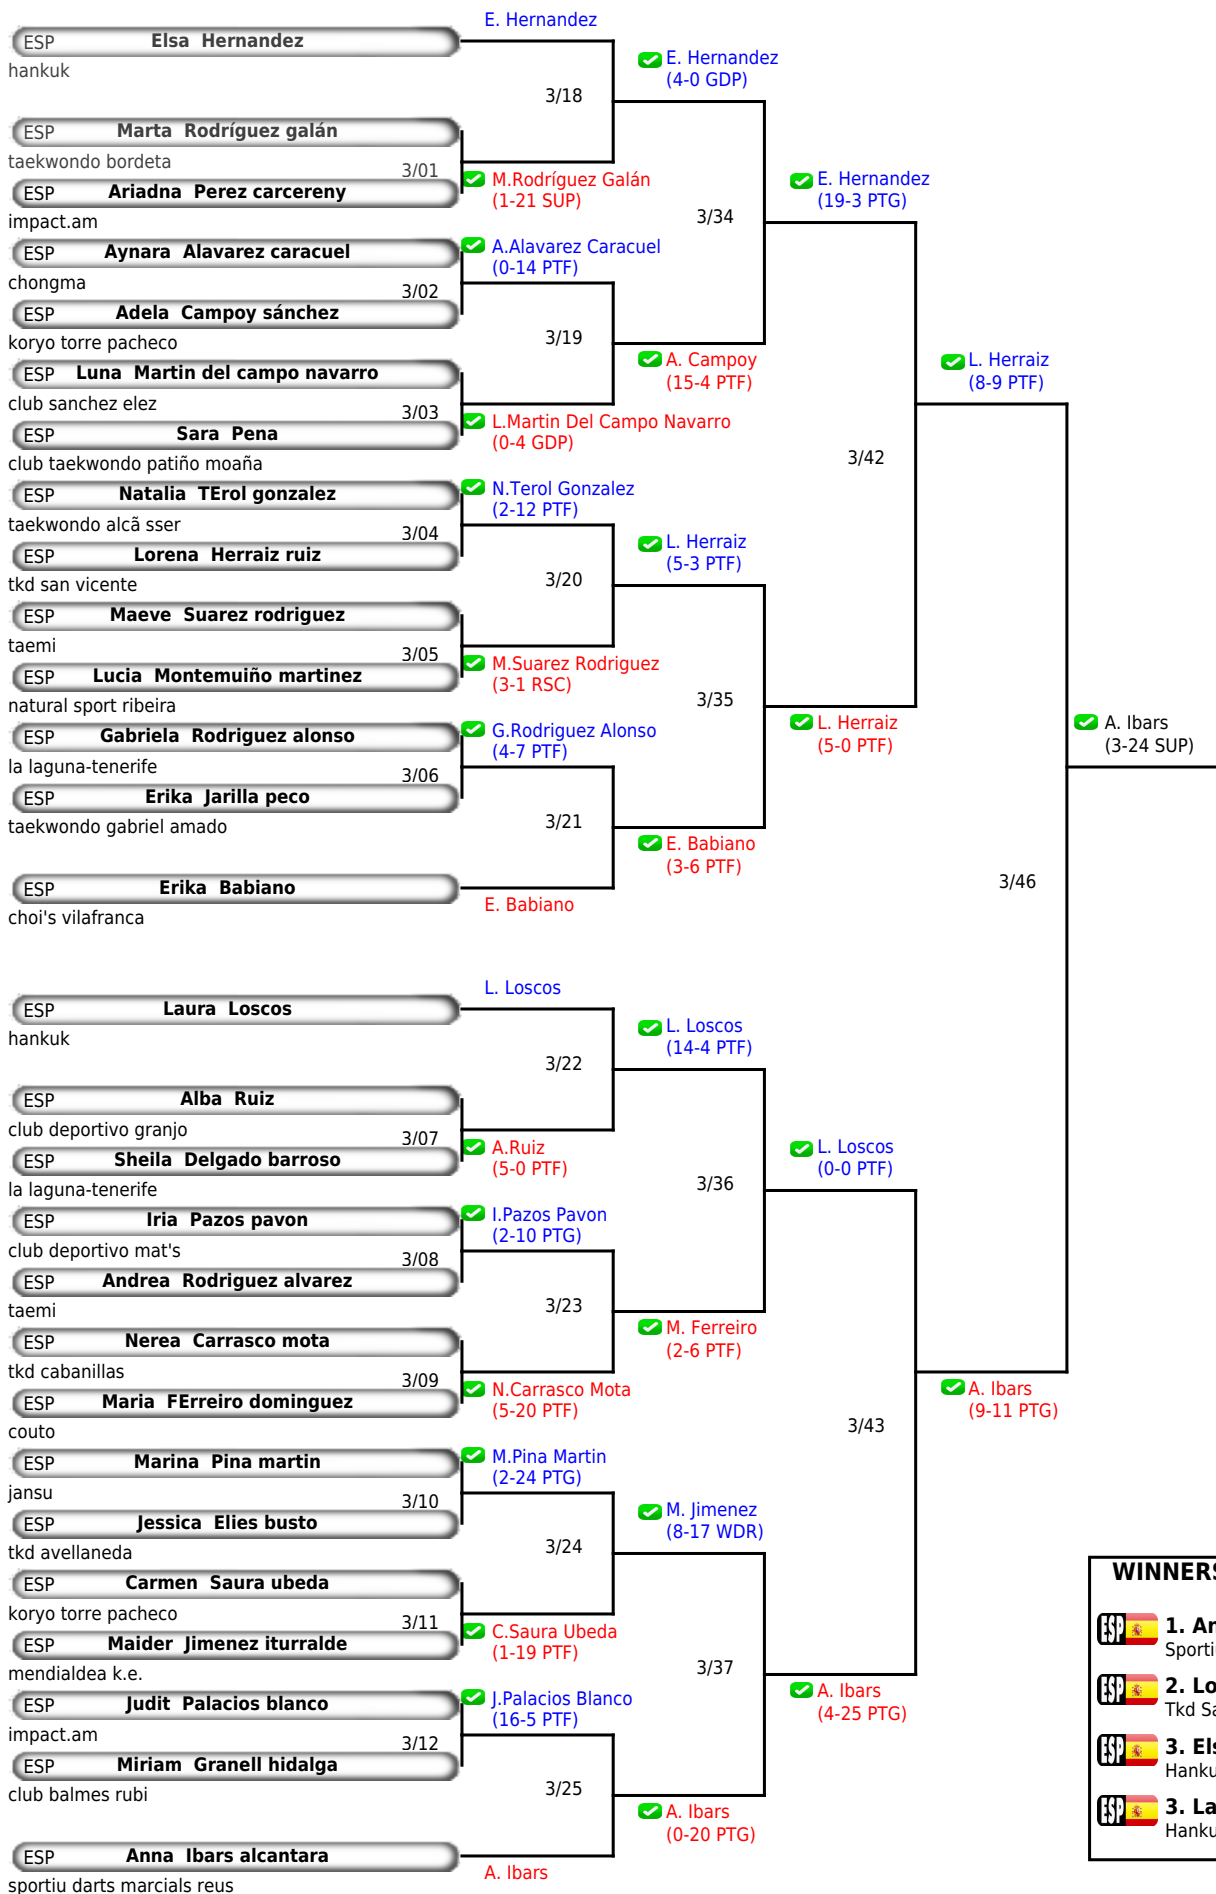 E. Hernandez
ESP Elsa Hernandez
hankuk
E. Hernandez
(4-0 GDP)
3/18
ESP Marta Rodríguez galán
taekwondo bordeta
3/01
M.Rodríguez Galán
(1-21 SUP)
ESP Ariadna Perez carcereny
impact.am
E. Hernandez
(19-3 PTG)
3/34
ESP Aynara Alavarez caracuel
chongma
A.Alavarez Caracuel
(0-14 PTF)
3/02
ESP Adela Campoy sánchez
koryo torre pacheco
3/19
A. Campoy
(15-4 PTF)
L. Herraiz
(8-9 PTF)
ESP Luna Martin del campo navarro
club sanchez elez
3/03
L.Martin Del Campo Navarro
(0-4 GDP)
ESP Sara Pena
club taekwondo patiño moaña
3/42
ESP Natalia TErol gonzalez
taekwondo alcã sser
N.Terol Gonzalez
(2-12 PTF)
3/04
ESP Lorena Herraiz ruiz
tkd san vicente
L. Herraiz
(5-3 PTF)
3/20
ESP Maeve Suarez rodriguez
taemi
3/05
M.Suarez Rodriguez
(3-1 RSC)
ESP Lucia Montemuiño martinez
natural sport ribeira
3/35
L. Herraiz
(5-0 PTF)
A. Ibars
(3-24 SUP)
ESP Gabriela Rodriguez alonso
la laguna-tenerife
G.Rodriguez Alonso
(4-7 PTF)
3/06
ESP Erika Jarilla peco
taekwondo gabriel amado
3/21
E. Babiano
(3-6 PTF)
3/46
ESP Erika Babiano
choi's vilafranca
E. Babiano
L. Loscos
ESP Laura Loscos
hankuk
L. Loscos
(14-4 PTF)
3/22
ESP Alba Ruiz
club deportivo granjo
3/07
A.Ruiz
(5-0 PTF)
ESP Sheila Delgado barroso
la laguna-tenerife
L. Loscos
(0-0 PTF)
3/36
ESP Iria Pazos pavon
club deportivo mat's
I.Pazos Pavon
(2-10 PTG)
3/08
ESP Andrea Rodriguez alvarez
taemi
3/23
M. Ferreiro
(2-6 PTF)
ESP Nerea Carrasco mota
tkd cabanillas
3/09
N.Carrasco Mota
(5-20 PTF)
A. Ibars
(9-11 PTG)
ESP Maria FErreiro dominguez
couto
3/43
ESP Marina Pina martin
jansu
M.Pina Martin
(2-24 PTG)
3/10
ESP Jessica Elies busto
tkd avellaneda
M. Jimenez
(8-17 WDR)
3/24
ESP Carmen Saura ubeda
koryo torre pacheco
3/11
C.Saura Ubeda
(1-19 PTF)
ESP Maider Jimenez iturralde
mendialdea k.e.
3/37
A. Ibars
(4-25 PTG)
ESP Judit Palacios blanco
impact.am
J.Palacios Blanco
(16-5 PTF)
3/12
ESP Miriam Granell hidalga
club balmes rubi
3/25
A. Ibars
(0-20 PTG)
ESP Anna Ibars alcantara
sportiu darts marcials reus
A. Ibars
WINNERS
ESP 1. An
Sporti
ESP 2. Lo
Tkd Sa
ESP 3. Els
Hanku
ESP 3. La
Hanku